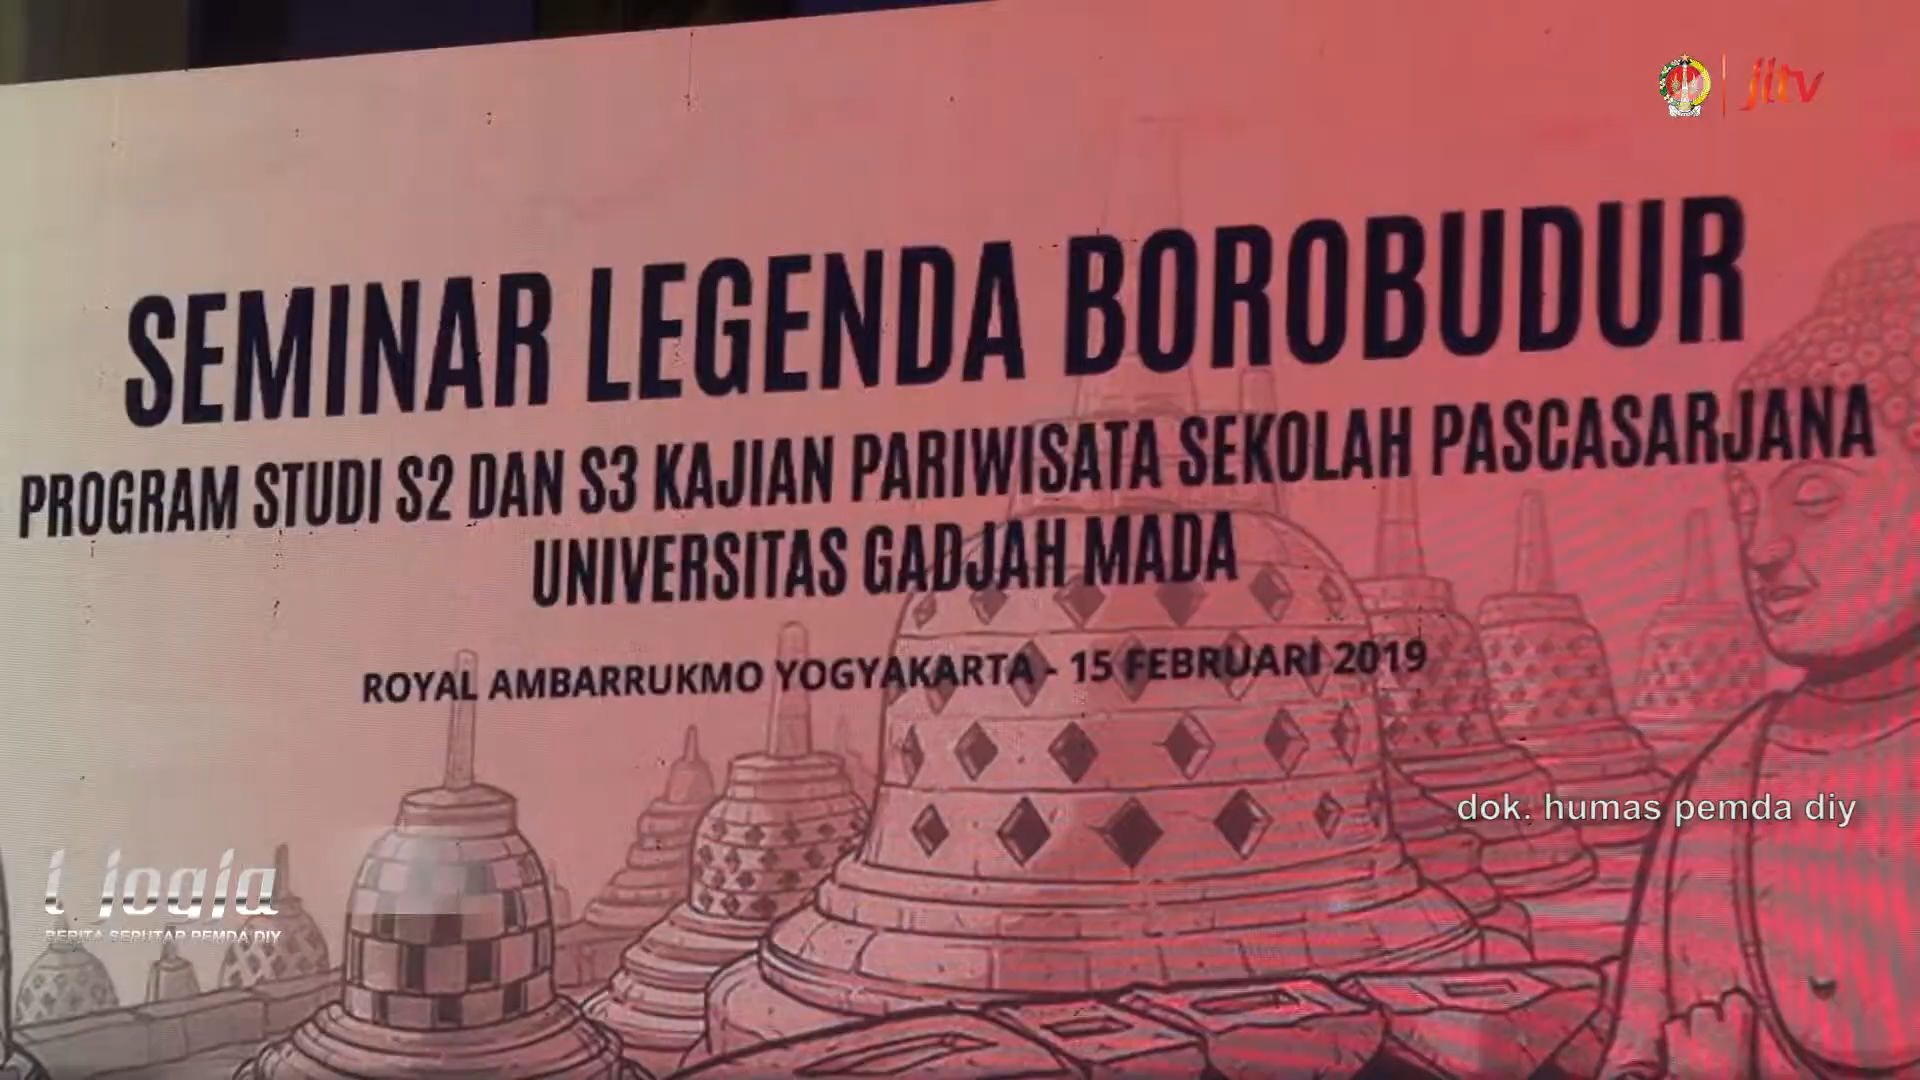 jltv
SEMINAR LEGENDA BOROBUDUR
PROGRAM STUDI S2 DAN S3 KAJIAN PARIWISATA SEKOLAH PASCASARJANA
UNIVERSITAS GADJAH MADA
ROYAL AMBARRUKMO YOGYAKARTA - 15 FEBRUARI 2019
dok. humas pemda diy
i jogja
BERITA SEPUTAR PEMDA DIY